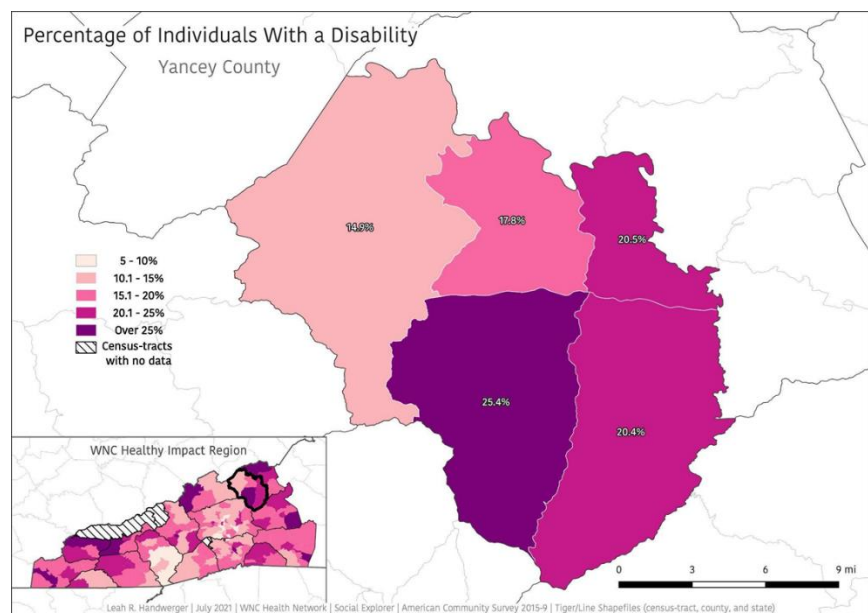 Percentage of Individuals With a Disability
Yancey County
14.9%
17.8%
20.5%
5 - 10%
10.1 - 15%
15.1 - 20%
20.1 - 25%
Over 25%
Census-tracts
with no data
25.4%
20.4%
WNC Healthy Impact Region
0 3 6 9 mi
Leah R. Handwerger | July 2021 | WNC Health Network | Social Explorer | American Community Survey 2015-9 | Tiger/Line Shapefiles (census-tract, county, and state)